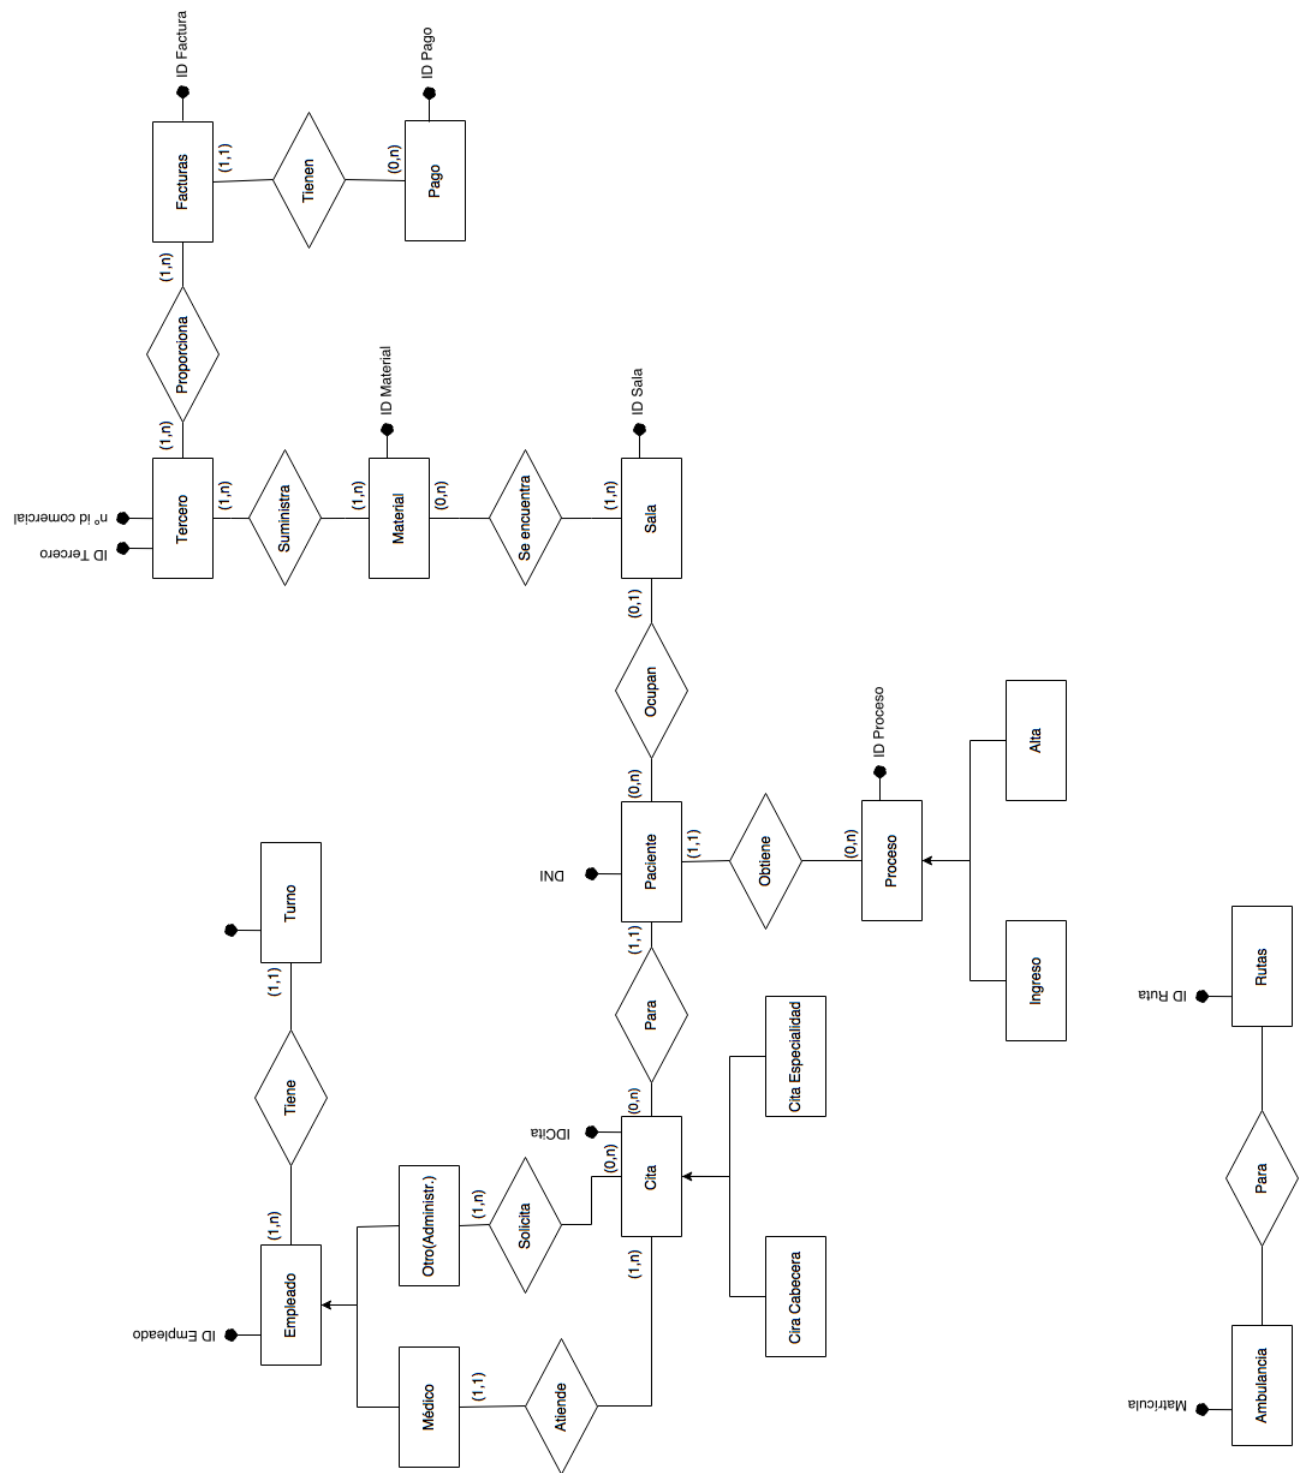 nº id comercial
ID Tercero
Tercero
(1,n)
Proporciona
(1,n)
Facturas
ID Factura
(1,n)
Suministra
(1,n)
(1,1)
Tienen
(0,n)
Pago
ID Pago
Material
ID Material
(0,n)
Se encuentra
(1,n)
ID Empleado
Empleado
(1,n)
Tiene
(1,1)
Turno
Médico
Otro(Administr.)
(1,1)
(1,n)
Atiende
Solicita
IDCita
DNI
(1,n)
(0,n)
Cita
(0,n)
Para
(1,1)
Paciente
(0,n)
Ocupan
(0,1)
Sala
ID Sala
(1,1)
Obtiene
(0,n)
Cira Cabecera
Cita Especialidad
Proceso
ID Proceso
Ingreso
Alta
Matrícula
ID Ruta
Ambulancia
Para
Rutas